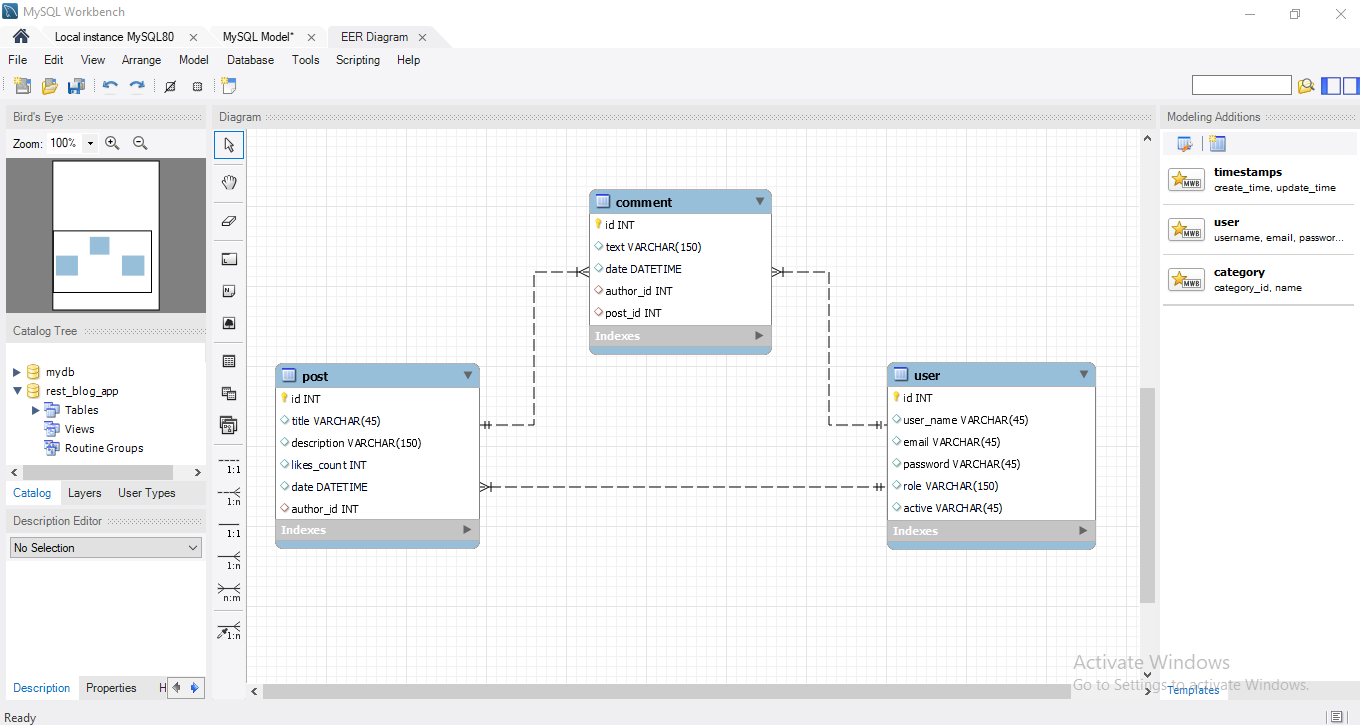 MySQL Workbench
Local instance MySQL80
MySQL Model*
EER Diagram
File Edit View Arrange Model Database Tools Scripting Help
Bird's Eye
Zoom: 100%
Catalog Tree
mydb
rest_blog_app
Tables
Views
Routine Groups
Catalog Layers User Types
Description Editor
No Selection
Description Properties H
Ready
Diagram
1:1
1:n
1:1
1:n
n:m
1:n
comment
id INT
text VARCHAR(150)
date DATETIME
author_id INT
post_id INT
Indexes
post
id INT
title VARCHAR(45)
description VARCHAR(150)
likes_count INT
date DATETIME
author_id INT
Indexes
user
id INT
user_name VARCHAR(45)
email VARCHAR(45)
password VARCHAR(45)
role VARCHAR(150)
active VARCHAR(45)
Indexes
Modeling Additions
MWB
timestamps
create_time, update_time
MWB
user
username, email, passwor...
MWB
category
category_id, name
Activate Windows
Go to Settings to activate Windows.
Templates